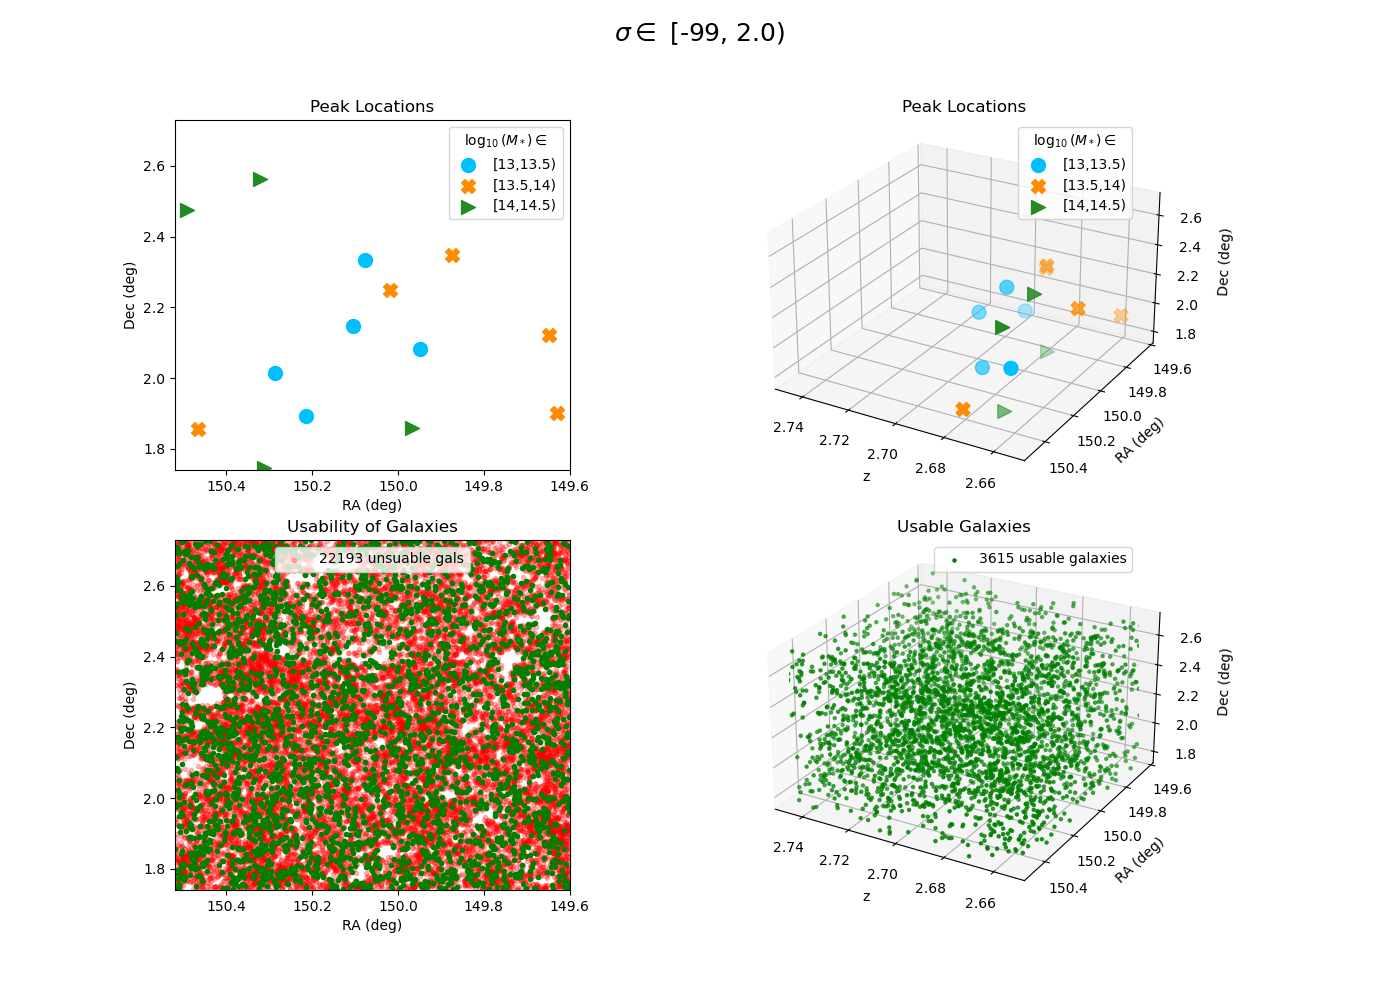 σ ∈ [-99, 2.0)
Peak Locations
log₁₀(M*) ∈
[13,13.5)
[13.5,14)
[14,14.5)
2.6
2.4
2.2
2.0
1.8
Dec (deg)
150.4 150.2 150.0 149.8 149.6
RA (deg)
Peak Locations
log₁₀(M*) ∈
[13,13.5)
[13.5,14)
[14,14.5)
2.6
2.4
2.2
2.0
1.8
Dec (deg)
149.6
149.8
150.0
150.2
150.4
RA (deg)
2.74
2.72
2.70
2.68
2.66
z
Usability of Galaxies
22193 unsuable gals
2.6
2.4
2.2
2.0
1.8
Dec (deg)
150.4 150.2 150.0 149.8 149.6
RA (deg)
Usable Galaxies
3615 usable galaxies
2.6
2.4
2.2
2.0
1.8
Dec (deg)
149.6
149.8
150.0
150.2
150.4
RA (deg)
2.74
2.72
2.70
2.68
2.66
z